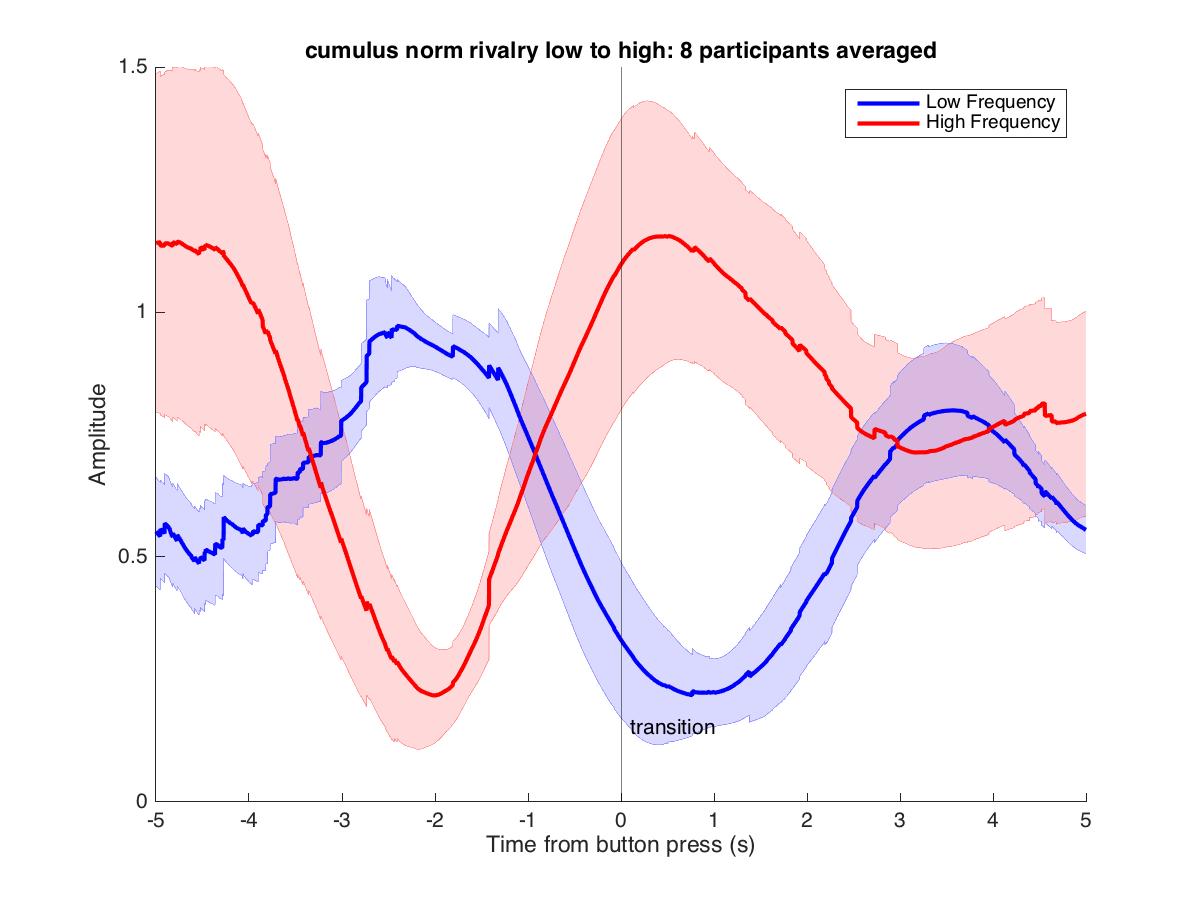 cumulus norm rivalry low to high: 8 participants averaged
1.5
Low Frequency
High Frequency
1
Amplitude
0.5
transition
0
-5 -4 -3 -2 -1 0 1 2 3 4 5
Time from button press (s)